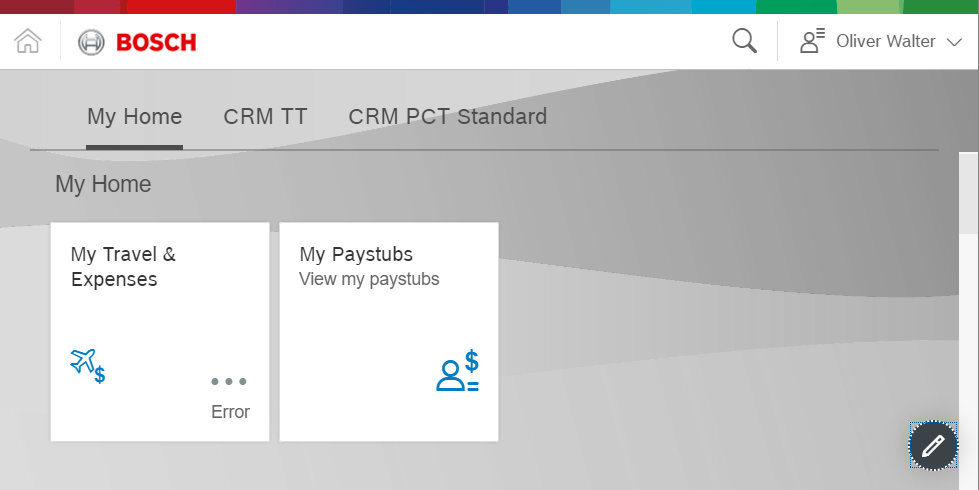 BOSCH
Oliver Walter
My Home CRM TT CRM PCT Standard
My Home
My Travel &
Expenses
$
Error
My Paystubs
View my paystubs
$